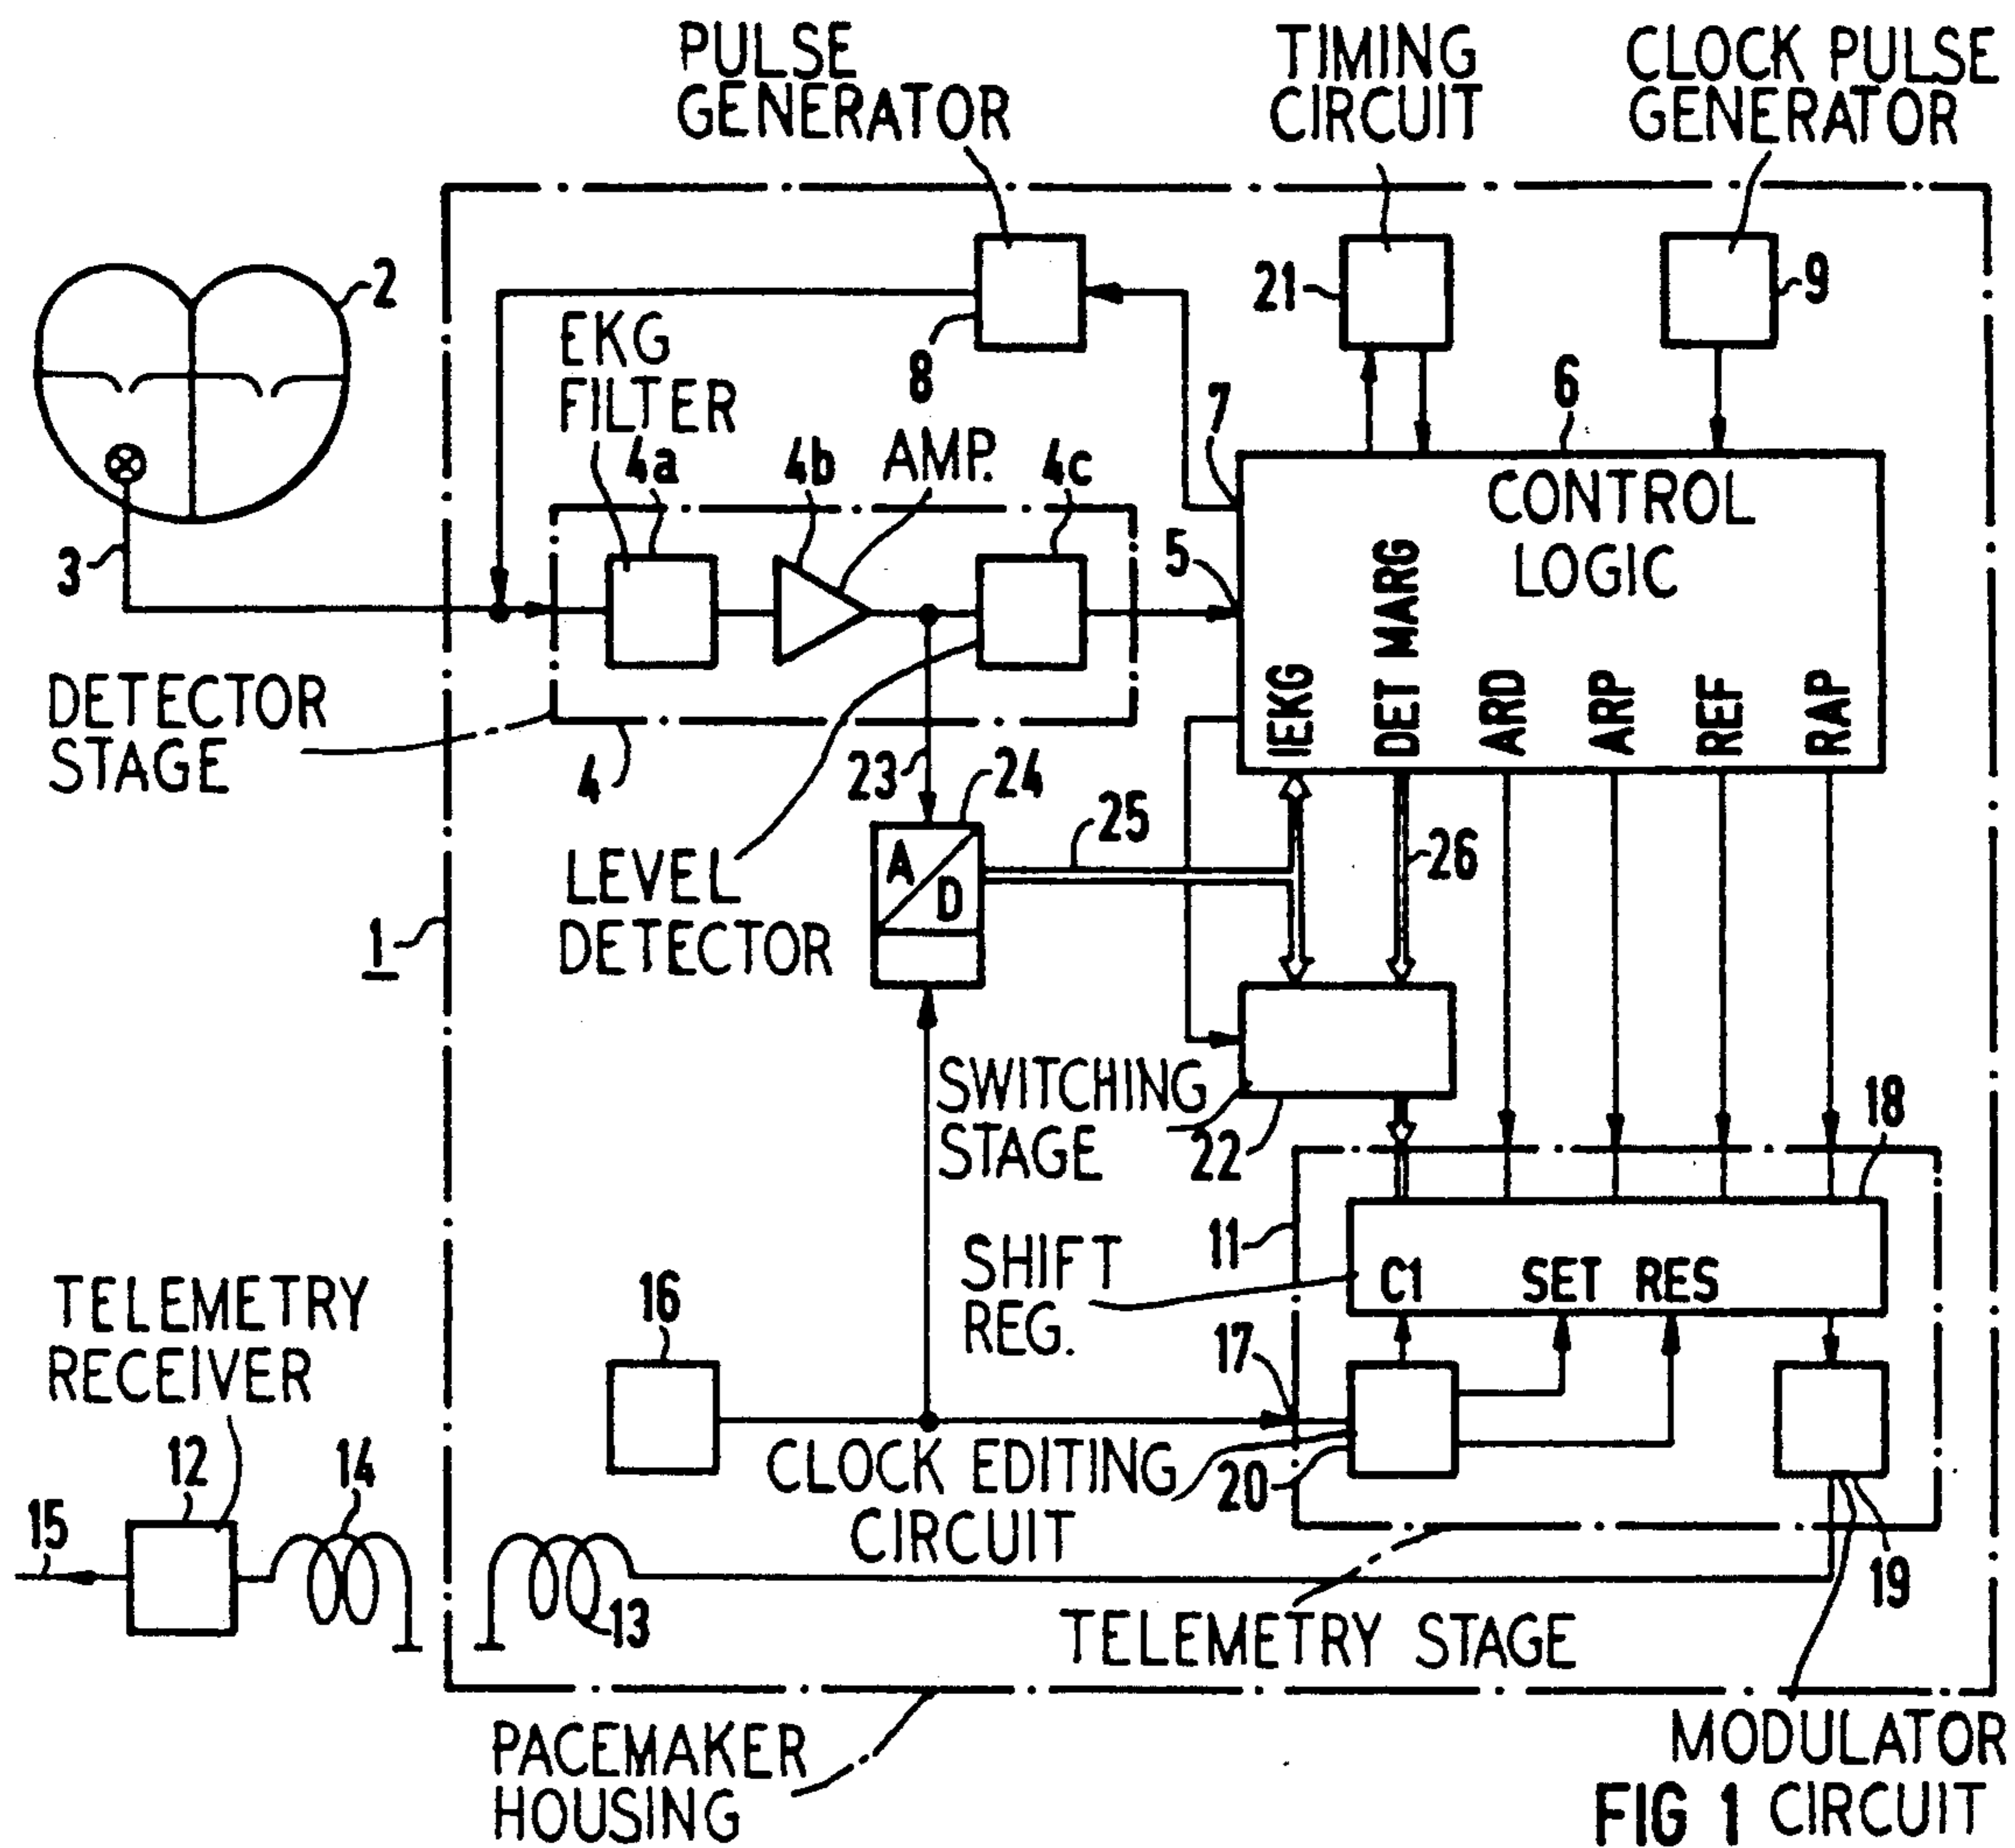 PULSE
GENERATOR
TIMING
CIRCUIT
CLOCK PULSE
GENERATOR
2
21
9
EKG
FILTER
8
7
6
4a
4b
AMP.
4c
CONTROL
LOGIC
3
5
DETECTOR
STAGE
IEKG
DET MARG
ARD
ARP
REF
RAP
4
23
24
25
26
A
D
LEVEL
DETECTOR
1
SWITCHING
STAGE
22
18
11
SHIFT
REG.
C1 SET RES
TELEMETRY
RECEIVER
16
17
12
14
15
CLOCK EDITING
CIRCUIT
20
19
13
TELEMETRY STAGE
PACEMAKER
HOUSING
MODULATOR
CIRCUIT
FIG 1